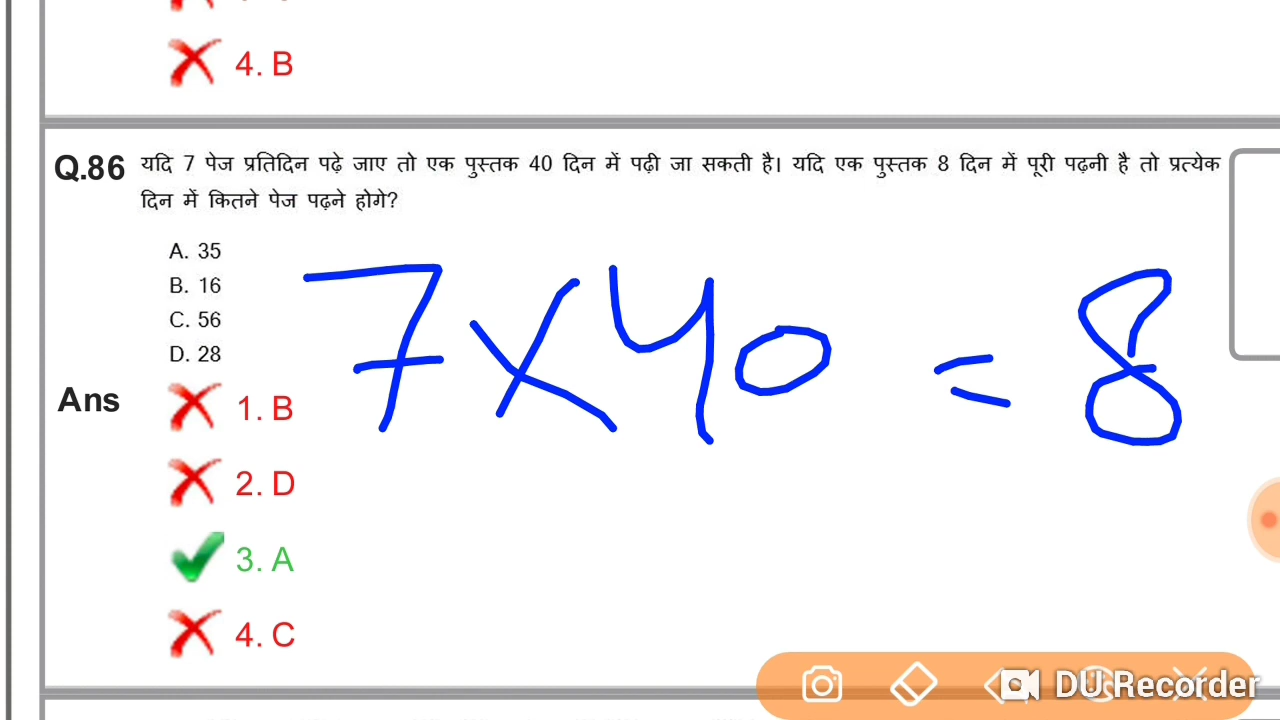 4. B
Q.86 यदि 7 पेज प्रतिदिन पढ़े जाए तो एक पुस्तक 40 दिन में पढ़ी जा सकती है। यदि एक पुस्तक 8 दिन में पूरी पढ़नी है तो प्रत्येक
दिन में कितने पेज पढ़ने होगे?
A. 35
B. 16
C. 56
D. 28
7 × 40 = 8
Ans
1. B
2. D
3. A
4. C
DU Recorder